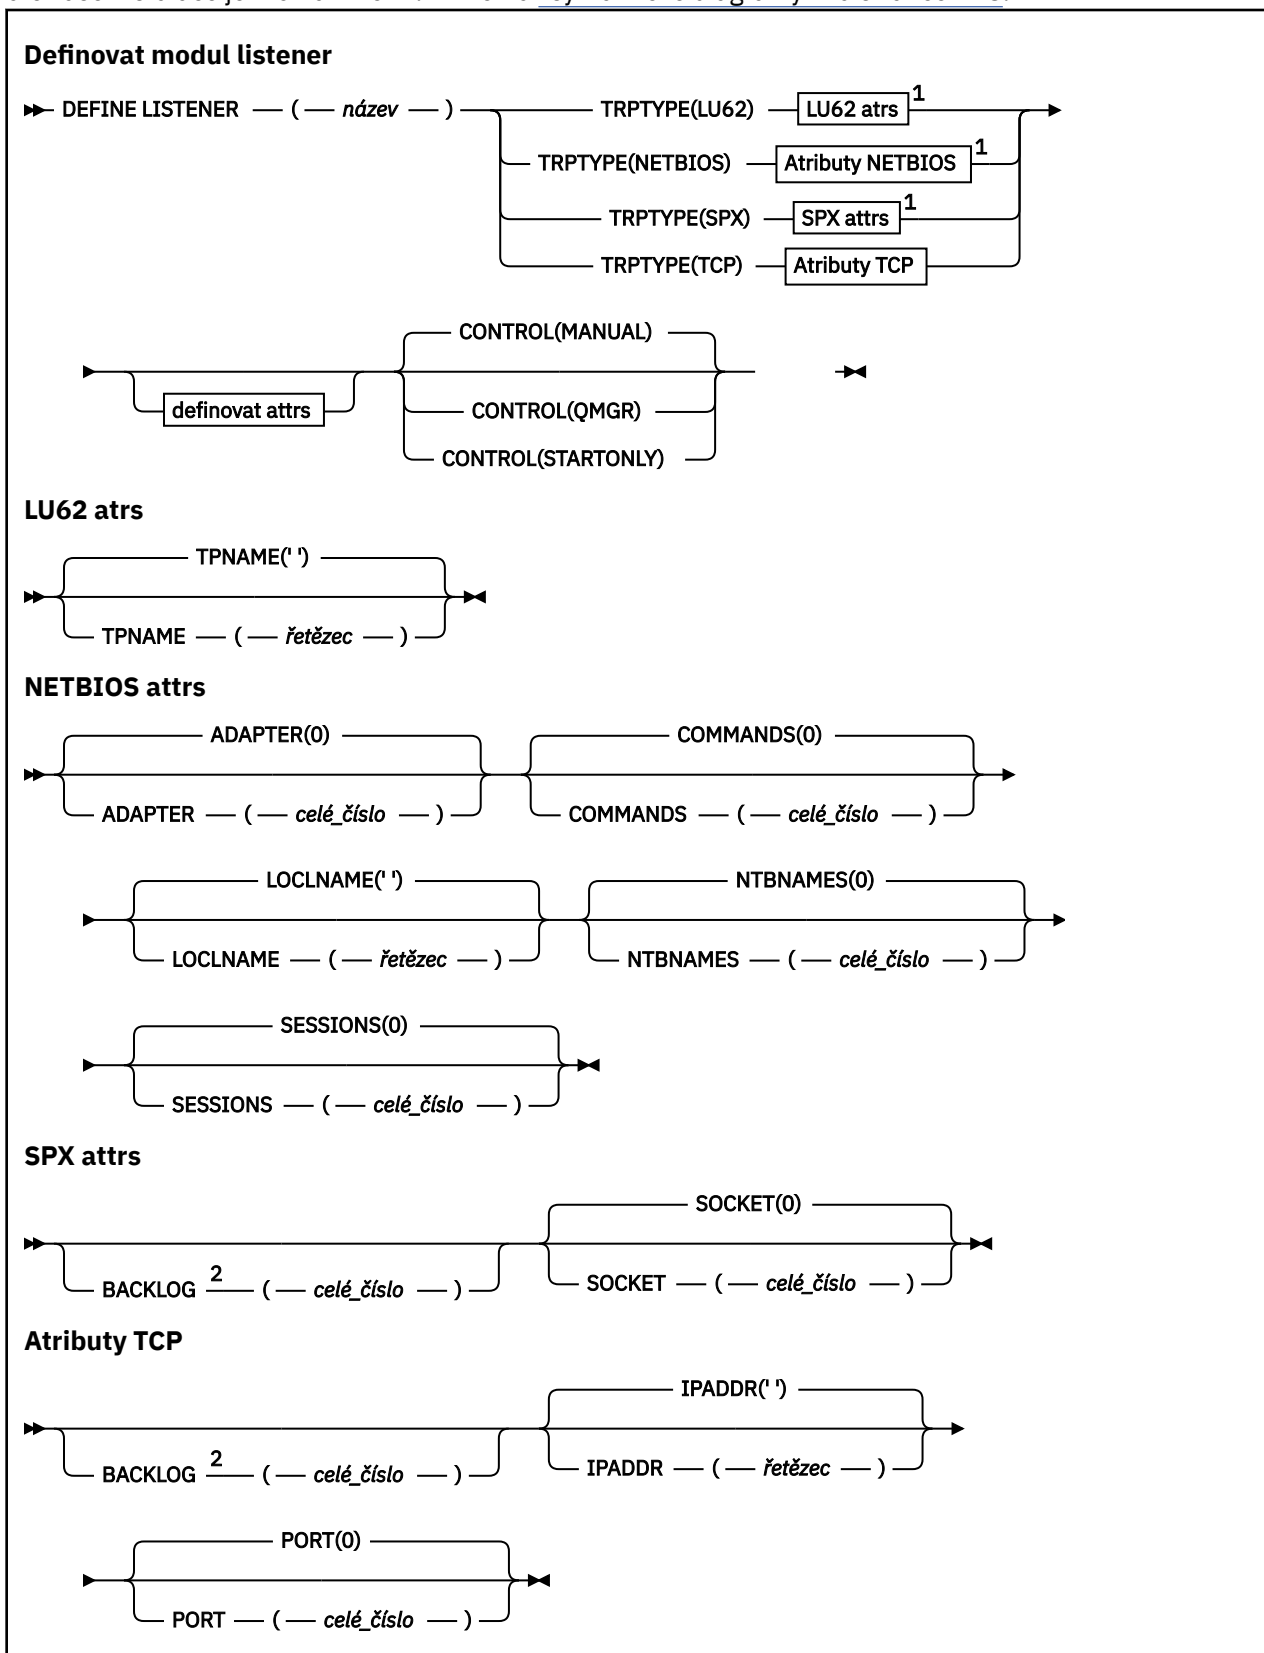 Definovat modul listener
DEFINE LISTENER ( název ) TRPTYPE(LU62) LU62 atrs 1
TRPTYPE(NETBIOS) Atributy NETBIOS 1
TRPTYPE(SPX) SPX attrs 1
TRPTYPE(TCP) Atributy TCP
CONTROL(MANUAL)
definovat attrs CONTROL(QMGR)
CONTROL(STARTONLY)
LU62 atrs
TPNAME(' ')
TPNAME ( řetězec )
NETBIOS attrs
ADAPTER(0) COMMANDS(0)
ADAPTER ( celé_číslo ) COMMANDS ( celé_číslo )
LOCLNAME(' ') NTBNAMES(0)
LOCLNAME ( řetězec ) NTBNAMES ( celé_číslo )
SESSIONS(0)
SESSIONS ( celé_číslo )
SPX attrs
SOCKET(0)
BACKLOG 2 ( celé_číslo ) SOCKET ( celé_číslo )
Atributy TCP
IPADDR(' ')
BACKLOG 2 ( celé_číslo ) IPADDR ( řetězec )
PORT(0)
PORT ( celé_číslo )